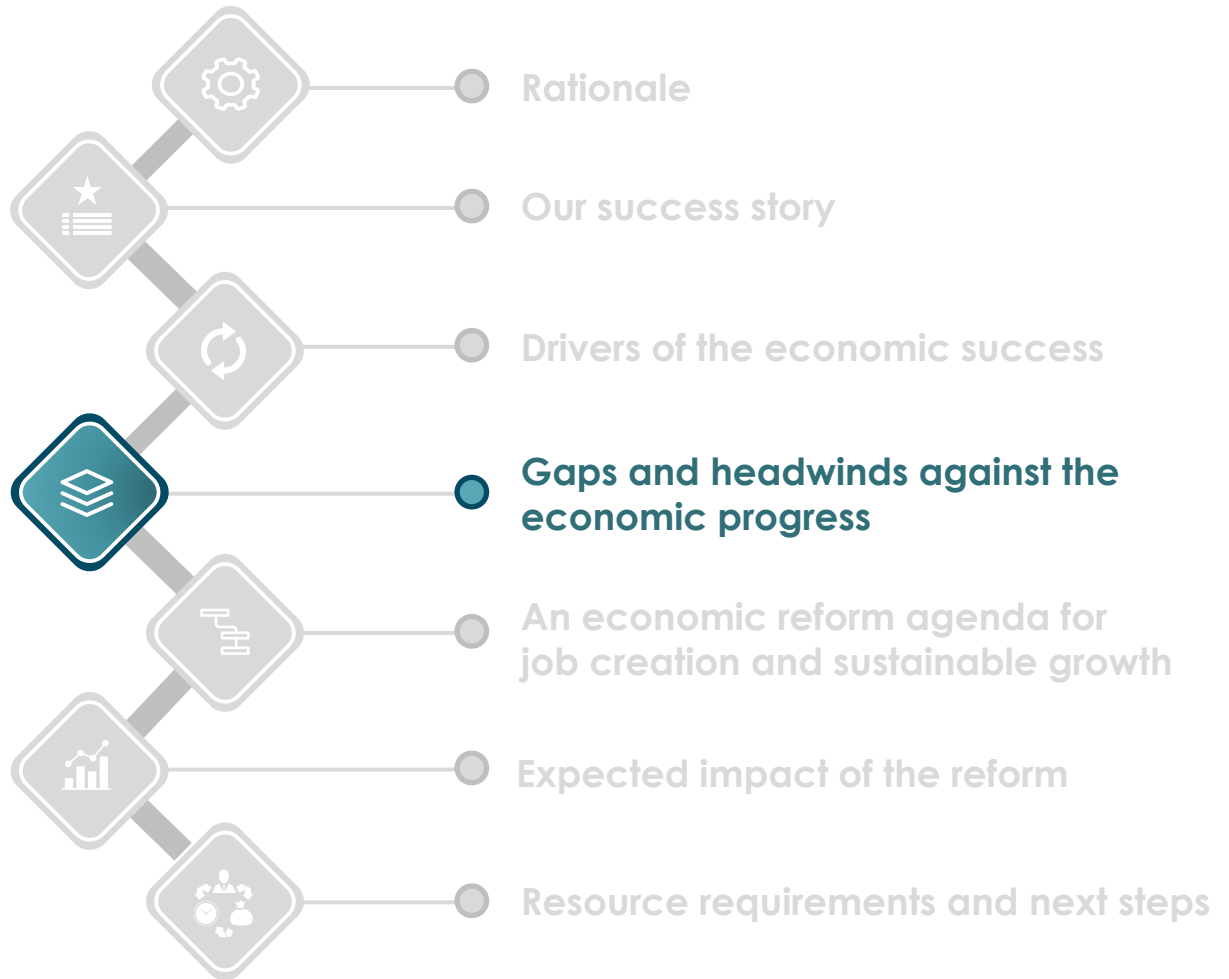 Rationale
Our success story
Drivers of the economic success
Gaps and headwinds against the
economic progress
An economic reform agenda for
job creation and sustainable growth
Expected impact of the reform
Resource requirements and next steps